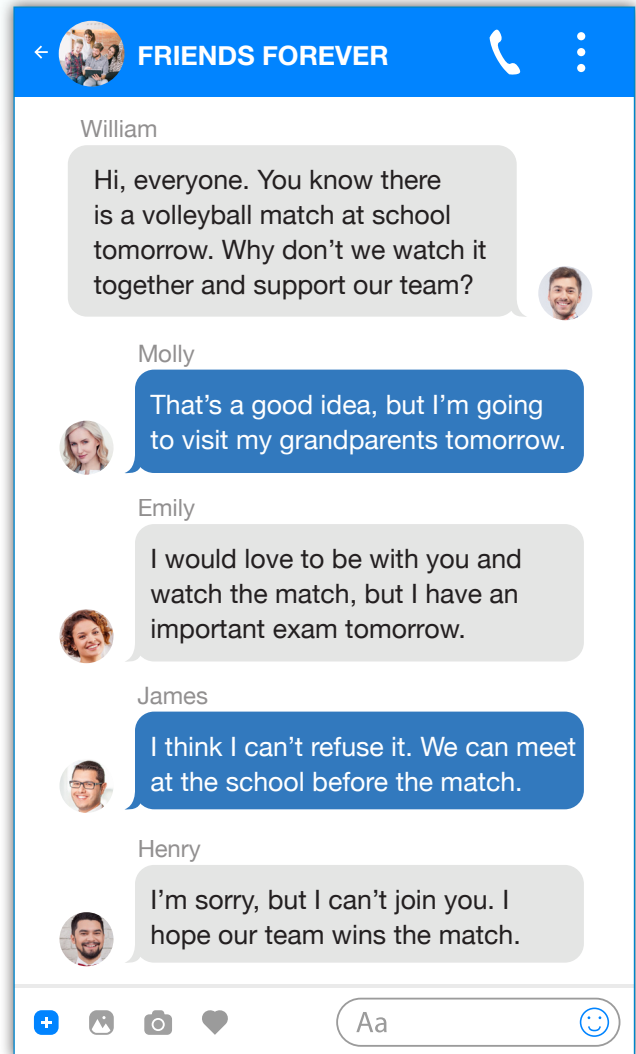 FRIENDS FOREVER
William
Hi, everyone. You know there
is a volleyball match at school
tomorrow. Why don’t we watch it
together and support our team?
Molly
That’s a good idea, but I’m going
to visit my grandparents tomorrow.
Emily
I would love to be with you and
watch the match, but I have an
important exam tomorrow.
James
I think I can’t refuse it. We can meet
at the school before the match.
Henry
I’m sorry, but I can’t join you. I
hope our team wins the match.
Aa